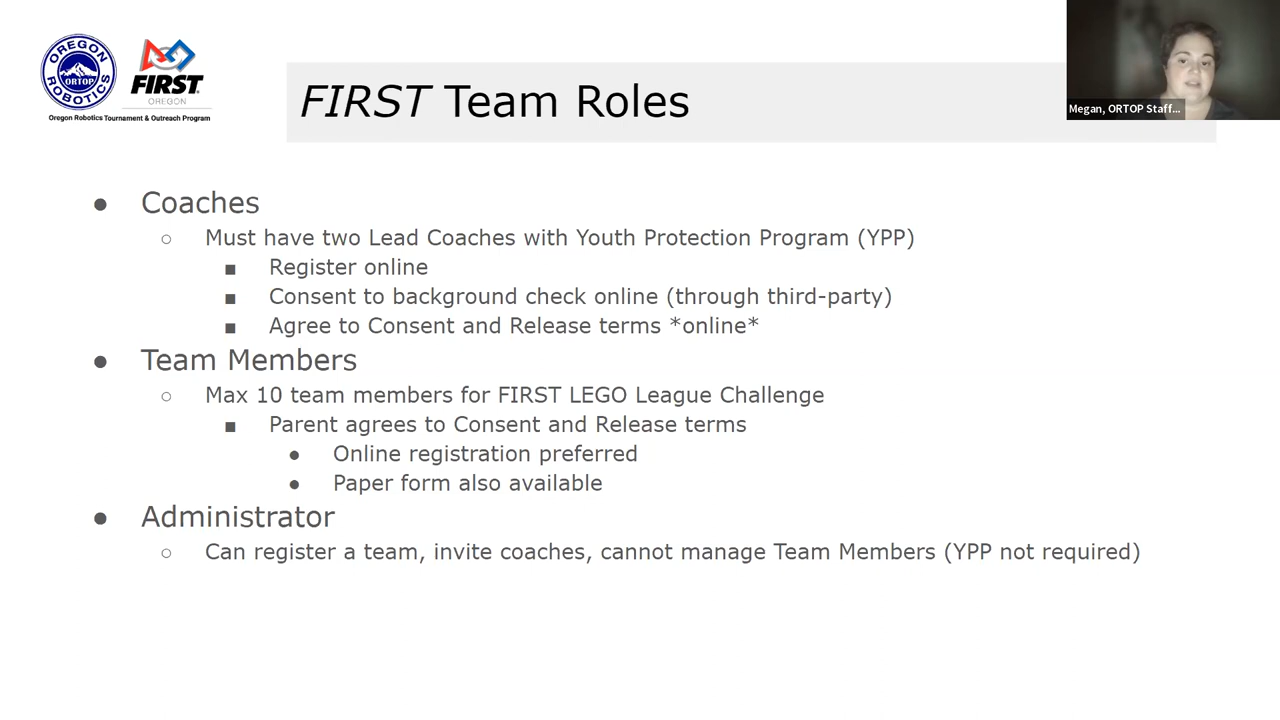 OREGON
ORTOP
ROBOTICS
FIRST
OREGON
Oregon Robotics Tournament & Outreach Program
FIRST Team Roles
Megan, ORTOP Staff...
● Coaches
○ Must have two Lead Coaches with Youth Protection Program (YPP)
■ Register online
■ Consent to background check online (through third-party)
■ Agree to Consent and Release terms *online*
● Team Members
○ Max 10 team members for FIRST LEGO League Challenge
■ Parent agrees to Consent and Release terms
● Online registration preferred
● Paper form also available
● Administrator
○ Can register a team, invite coaches, cannot manage Team Members (YPP not required)